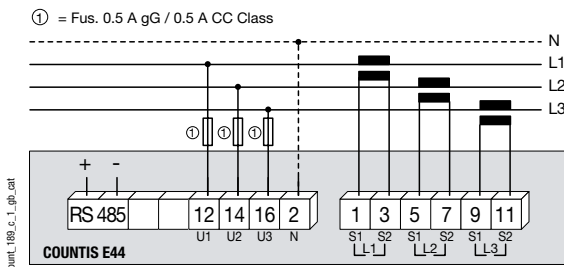 ① = Fus. 0.5 A gG / 0.5 A CC Class
N
L1
L2
L3
① ① ①
+ -
RS 485 12 14 16 2 1 3 5 7 9 11
U1 U2 U3 N S1 S2 S1 S2 S1 S2
L1 L2 L3
COUNTIS E44
count_189_c_1_gb_cat